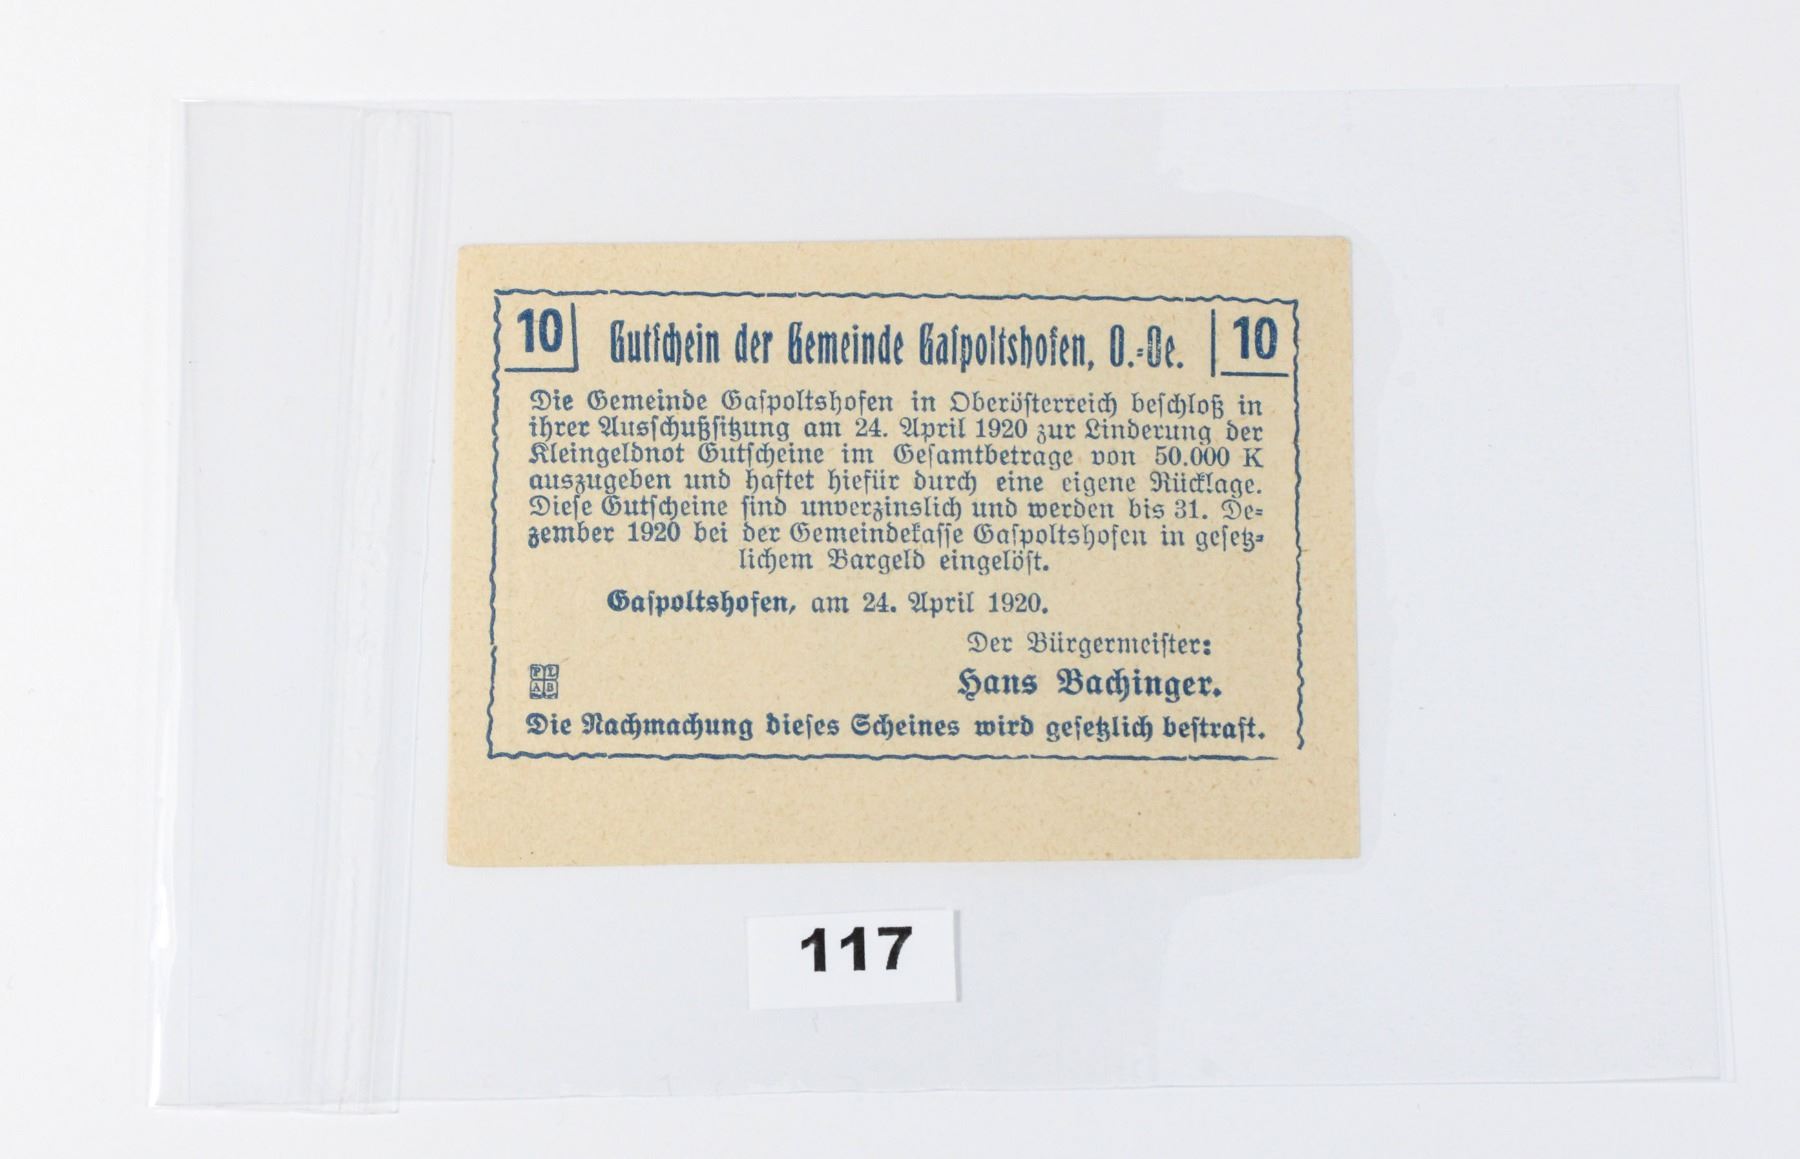 10 Gutschein der Gemeinde Gaspoltshofen, O.=Oe. 10
Die Gemeinde Gaspoltshofen in Oberösterreich beschloß in
ihrer Ausschußsitzung am 24. April 1920 zur Linderung der
Kleingeldnot Gutscheine im Gesamtbetrage von 50.000 K
auszugeben und haftet hiefür durch eine eigene Rücklage.
Diese Gutscheine sind unverzinslich und werden bis 31. De=
zember 1920 bei der Gemeindekasse Gaspoltshofen in gesetz=
lichem Bargeld eingelöst.
Gaspoltshofen, am 24. April 1920.
Der Bürgermeister:
Hans Bachinger.
P L
A B
Die Nachmachung dieses Scheines wird gesetzlich bestraft.
117